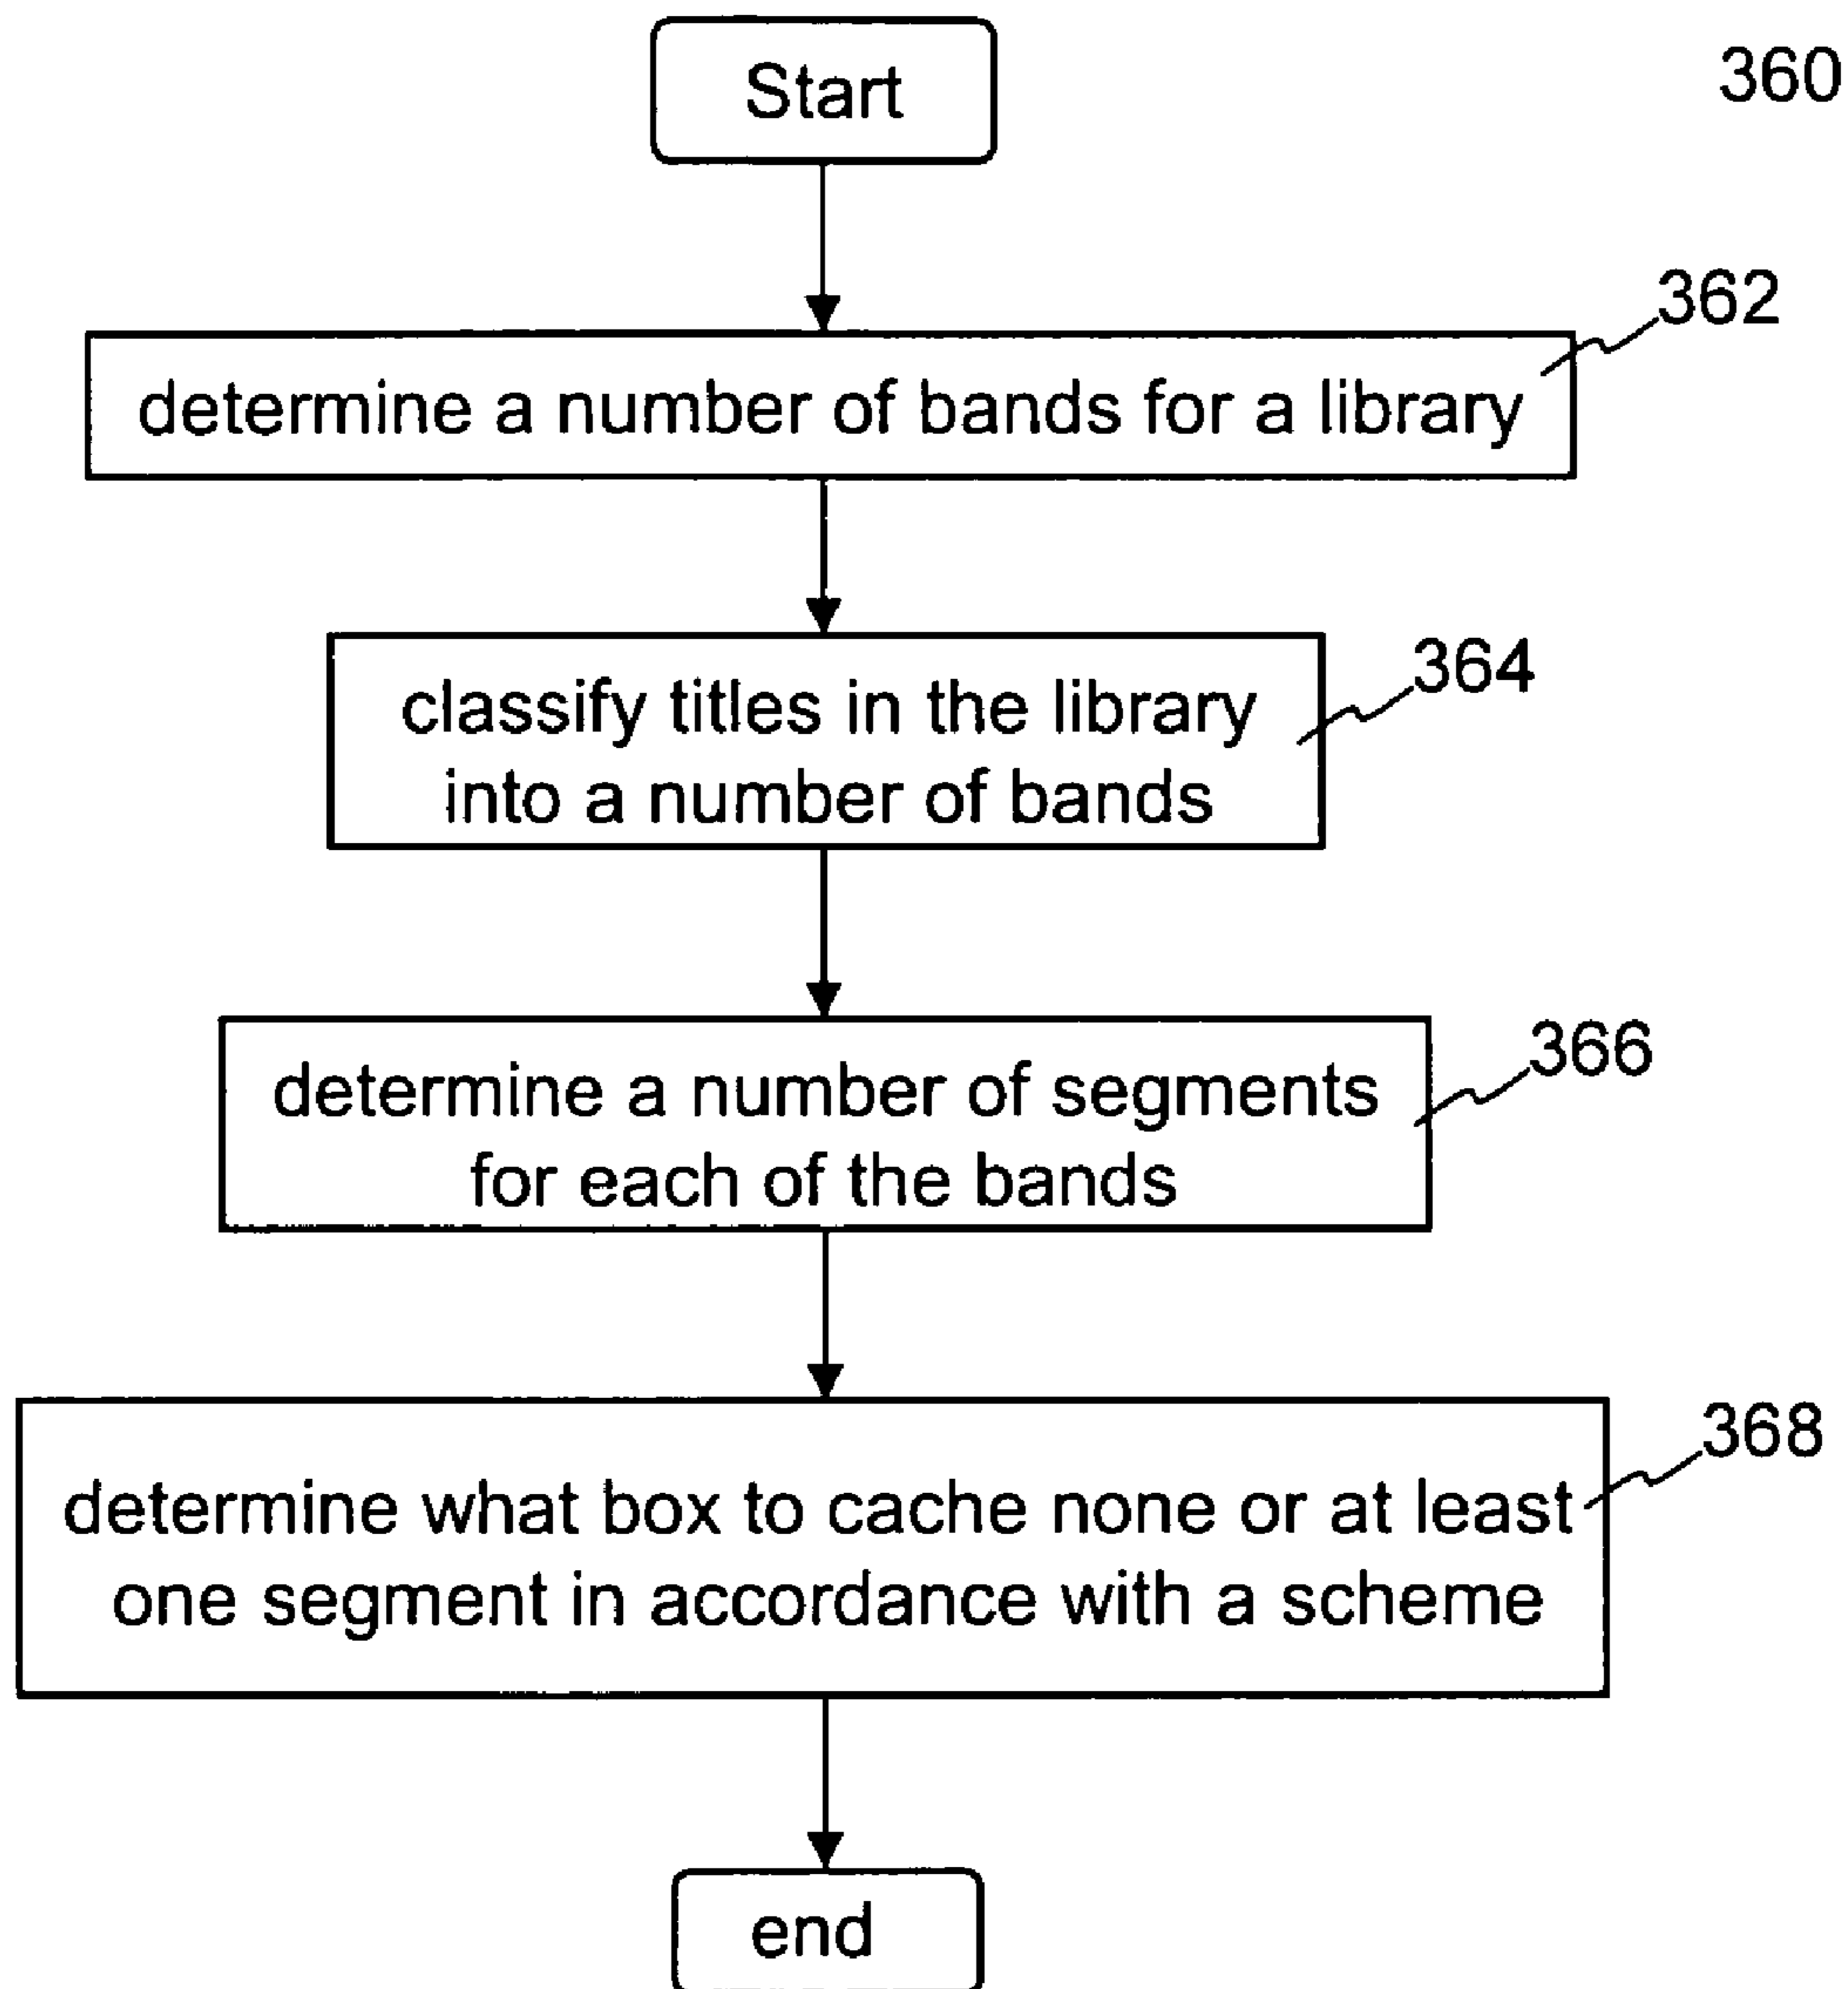 Start
360
362
determine a number of bands for a library
364
classify titles in the library
into a number of bands
366
determine a number of segments
for each of the bands
368
determine what box to cache none or at least
one segment in accordance with a scheme
end